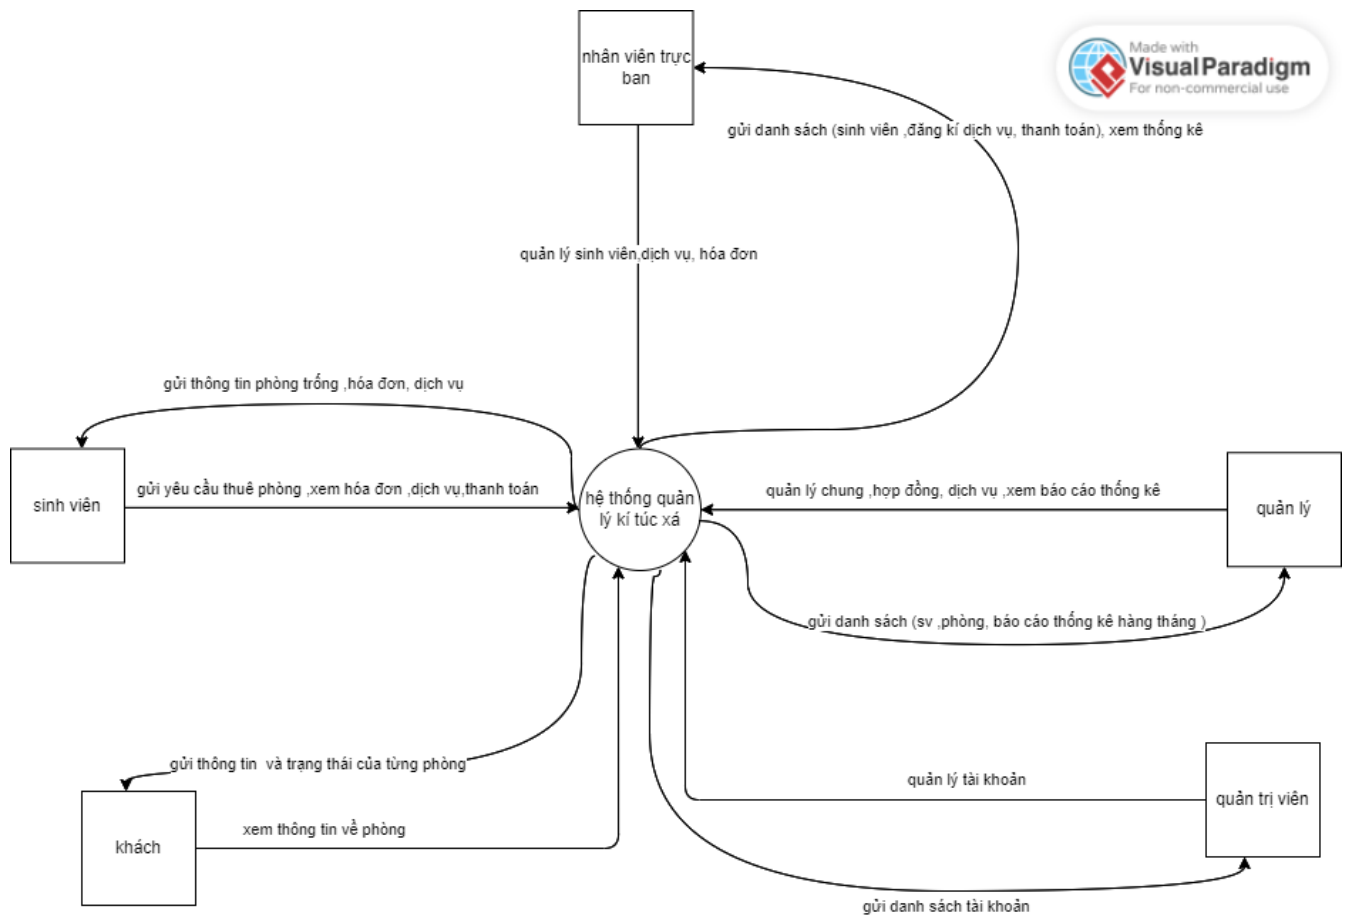 nhân viên trực
ban
Made with
Visual Paradigm
For non-commercial use
gửi danh sách (sinh viên ,đăng kí dịch vụ, thanh toán), xem thống kê
quản lý sinh viên,dịch vụ, hóa đơn
gửi thông tin phòng trống ,hóa đơn, dịch vụ
sinh viên
gửi yêu cầu thuê phòng ,xem hóa đơn ,dịch vụ,thanh toán
hệ thống quản
lý kí túc xá
quản lý chung ,hợp đồng, dịch vụ ,xem báo cáo thống kê
quản lý
gửi danh sách (sv ,phòng, báo cáo thống kê hàng tháng )
gửi thông tin  và trạng thái của từng phòng
khách
xem thông tin về phòng
quản lý tài khoản
quản trị viên
gửi danh sách tài khoản